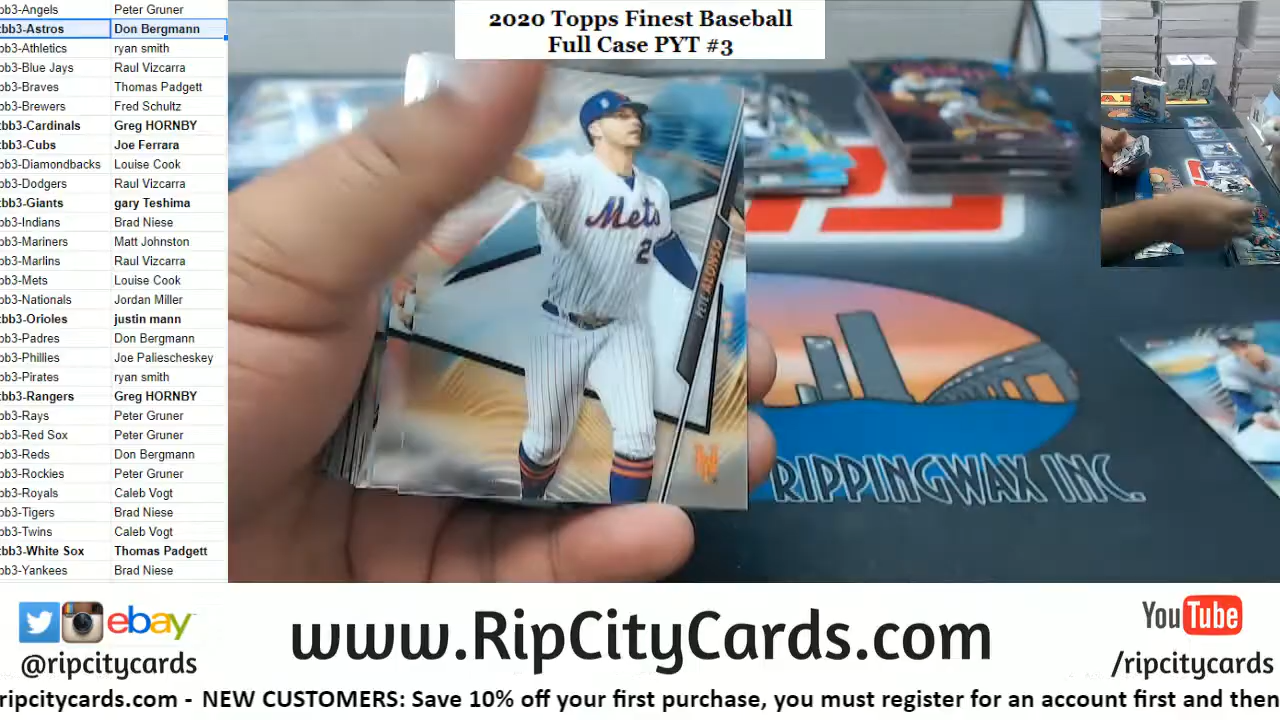 bb3-Angels Peter Gruner
bb3-Astros Don Bergmann
bb3-Athletics ryan smith
bb3-Blue Jays Raul Vizcarra
bb3-Braves Thomas Padgett
bb3-Brewers Fred Schultz
bb3-Cardinals Greg HORNBY
bb3-Cubs Joe Ferrara
bb3-Diamondbacks Louise Cook
bb3-Dodgers Raul Vizcarra
bb3-Giants gary Teshima
bb3-Indians Brad Niese
bb3-Mariners Matt Johnston
bb3-Marlins Raul Vizcarra
bb3-Mets Louise Cook
bb3-Nationals Jordan Miller
bb3-Orioles justin mann
bb3-Padres Don Bergmann
bb3-Phillies Joe Paliescheskey
bb3-Pirates ryan smith
bb3-Rangers Greg HORNBY
bb3-Rays Peter Gruner
bb3-Red Sox Peter Gruner
bb3-Reds Don Bergmann
bb3-Rockies Peter Gruner
bb3-Royals Caleb Vogt
bb3-Tigers Brad Niese
bb3-Twins Caleb Vogt
bb3-White Sox Thomas Padgett
bb3-Yankees Brad Niese
2020 Topps Finest Baseball
Full Case PYT #3
Mets
2
PETE ALONSO
RIPPINGWAX INC.
ebay
@ripcitycards
www.RipCityCards.com
YouTube
/ripcitycards
ripcitycards.com - NEW CUSTOMERS: Save 10% off your first purchase, you must register for an account first and then